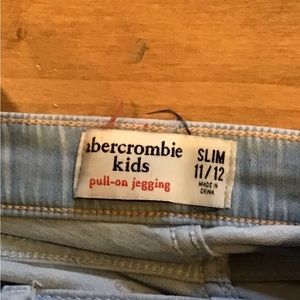 abercrombie
kids
pull-on jegging
SLIM
11/12
MADE IN
CHINA